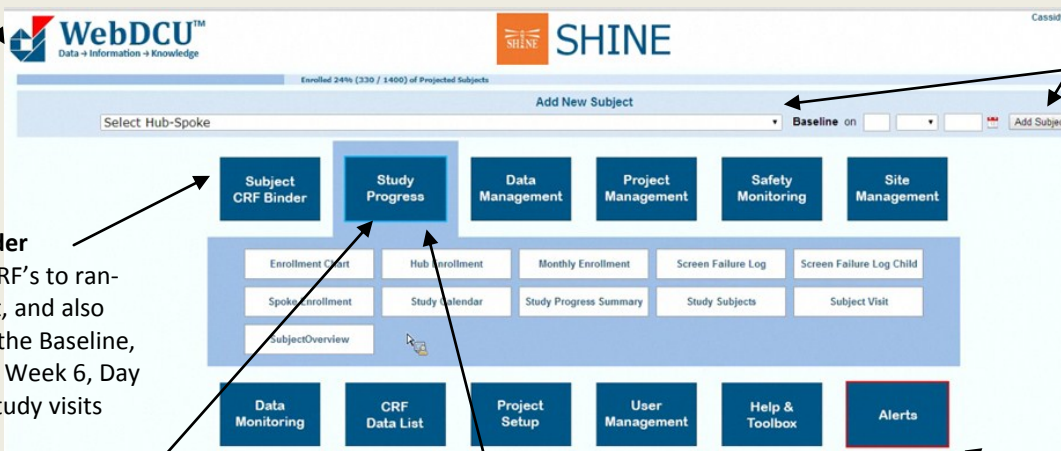 WebDCU™
Data → Information → Knowledge
SHINE
SHINE
Enrolled 24% (330 / 1400) of Projected Subjects
Add New Subject
Select Hub-Spoke
Baseline on
Subject
CRF Binder
Study
Progress
Data
Management
Project
Management
Safety
Monitoring
Site
Management
Enrollment Chart
Hub Enrollment
Monthly Enrollment
Screen Failure Log
Screen Failure Log Child
Spoke Enrollment
Study Calendar
Study Progress Summary
Study Subjects
Subject Visit
SubjectOverview
Data
Monitoring
CRF
Data List
Project
Setup
User
Management
Help &
Toolbox
Alerts
der
CRF's to ran-
, and also
the Baseline,
Week 6, Day
tudy visits
Cassid
Add Subje